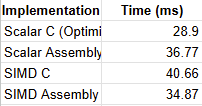 Implementation Time (ms)
Scalar C (Optimi 28.9
Scalar Assembly 36.77
SIMD C 40.66
SIMD Assembly 34.87